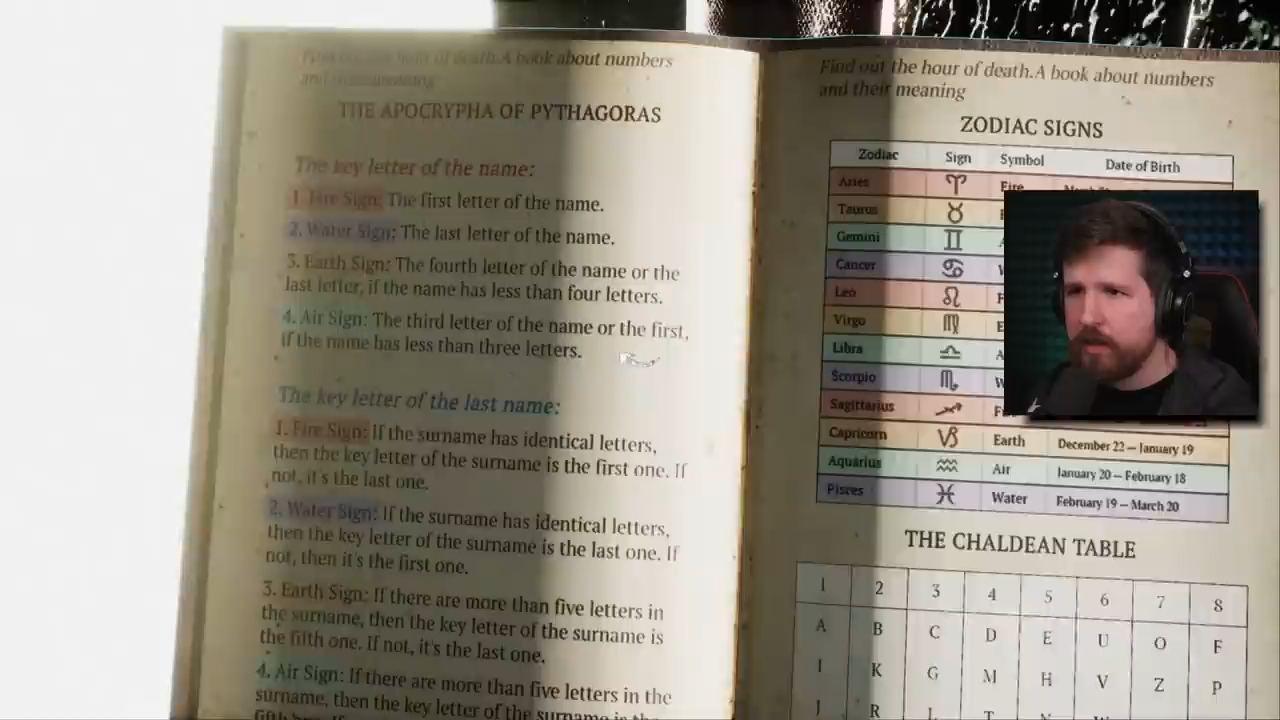 Find out the hour of death.A book about numbers
and their meaning
THE APOCRYPHA OF PYTHAGORAS
The key letter of the name:
1. Fire Sign: The first letter of the name.
2. Water Sign: The last letter of the name.
3. Earth Sign: The fourth letter of the name or the
last letter, if the name has less than four letters.
4. Air Sign: The third letter of the name or the first,
if the name has less than three letters.
The key letter of the last name:
1. Fire Sign: If the surname has identical letters,
then the key letter of the surname is the first one. If
not, it's the last one.
2. Water Sign: If the surname has identical letters,
then the key letter of the surname is the last one. If
not, then it's the first one.
3. Earth Sign: If there are more than five letters in
the surname, then the key letter of the surname is
the fifth one. If not, it's the last one.
4. Air Sign: If there are more than five letters in the
surname, then the key letter of the surname is the
Find out the hour of death.A book about numbers
and their meaning
ZODIAC SIGNS
Zodiac Sign Symbol Date of Birth
Aries ♈ Fire
Taurus ♉
Gemini ♊
Cancer ♋
Leo ♌
Virgo ♍
Libra ♎
Scorpio ♏
Sagittarius ♐
Capricorn ♑ Earth December 22 – January 19
Aquarius ♒ Air January 20 – February 18
Pisces ♓ Water February 19 – March 20
THE CHALDEAN TABLE
1 2 3 4 5 6 7 8
A B C D E U O F
I K G M H V Z P
J R L T N W